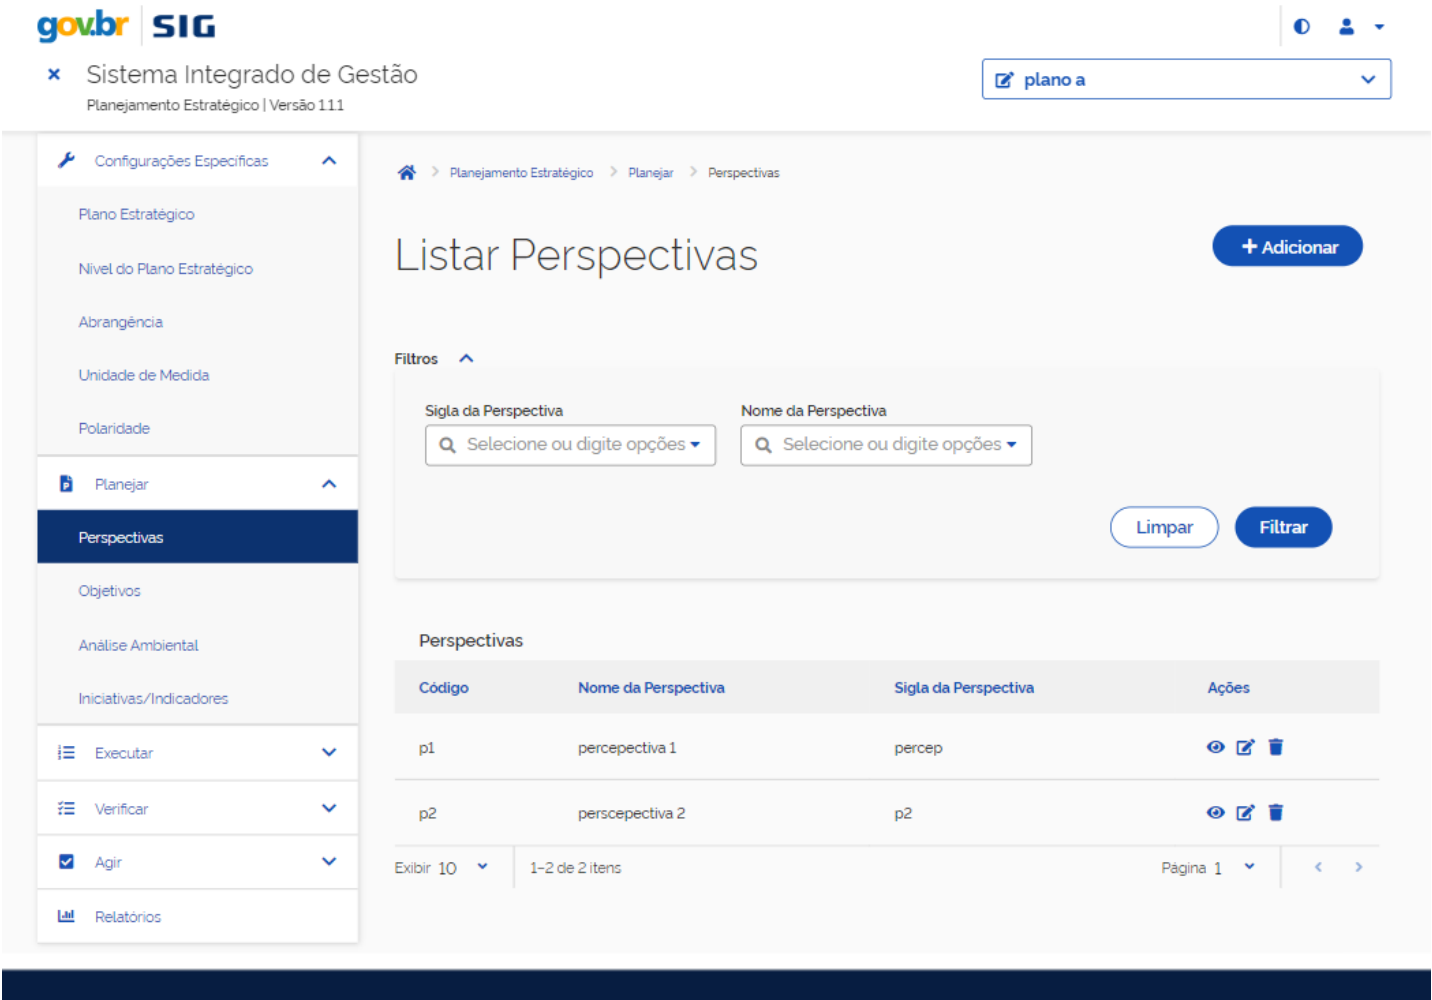 gov.br SIG
Sistema Integrado de Gestão
Planejamento Estratégico | Versão 1.1.1
plano a
Configurações Específicas
Plano Estratégico
Nível do Plano Estratégico
Abrangência
Unidade de Medida
Polaridade
Planejar
Perspectivas
Objetivos
Análise Ambiental
Iniciativas/Indicadores
Executar
Verificar
Agir
Relatórios
Planejamento Estratégico > Planejar > Perspectivas
Listar Perspectivas
+ Adicionar
Filtros
Sigla da Perspectiva Nome da Perspectiva
Selecione ou digite opções Selecione ou digite opções
Limpar Filtrar
Perspectivas
Código Nome da Perspectiva Sigla da Perspectiva Ações
p1 percepectiva 1 percep
p2 perscepectiva 2 p2
Exibir 10 1-2 de 2 itens Página 1